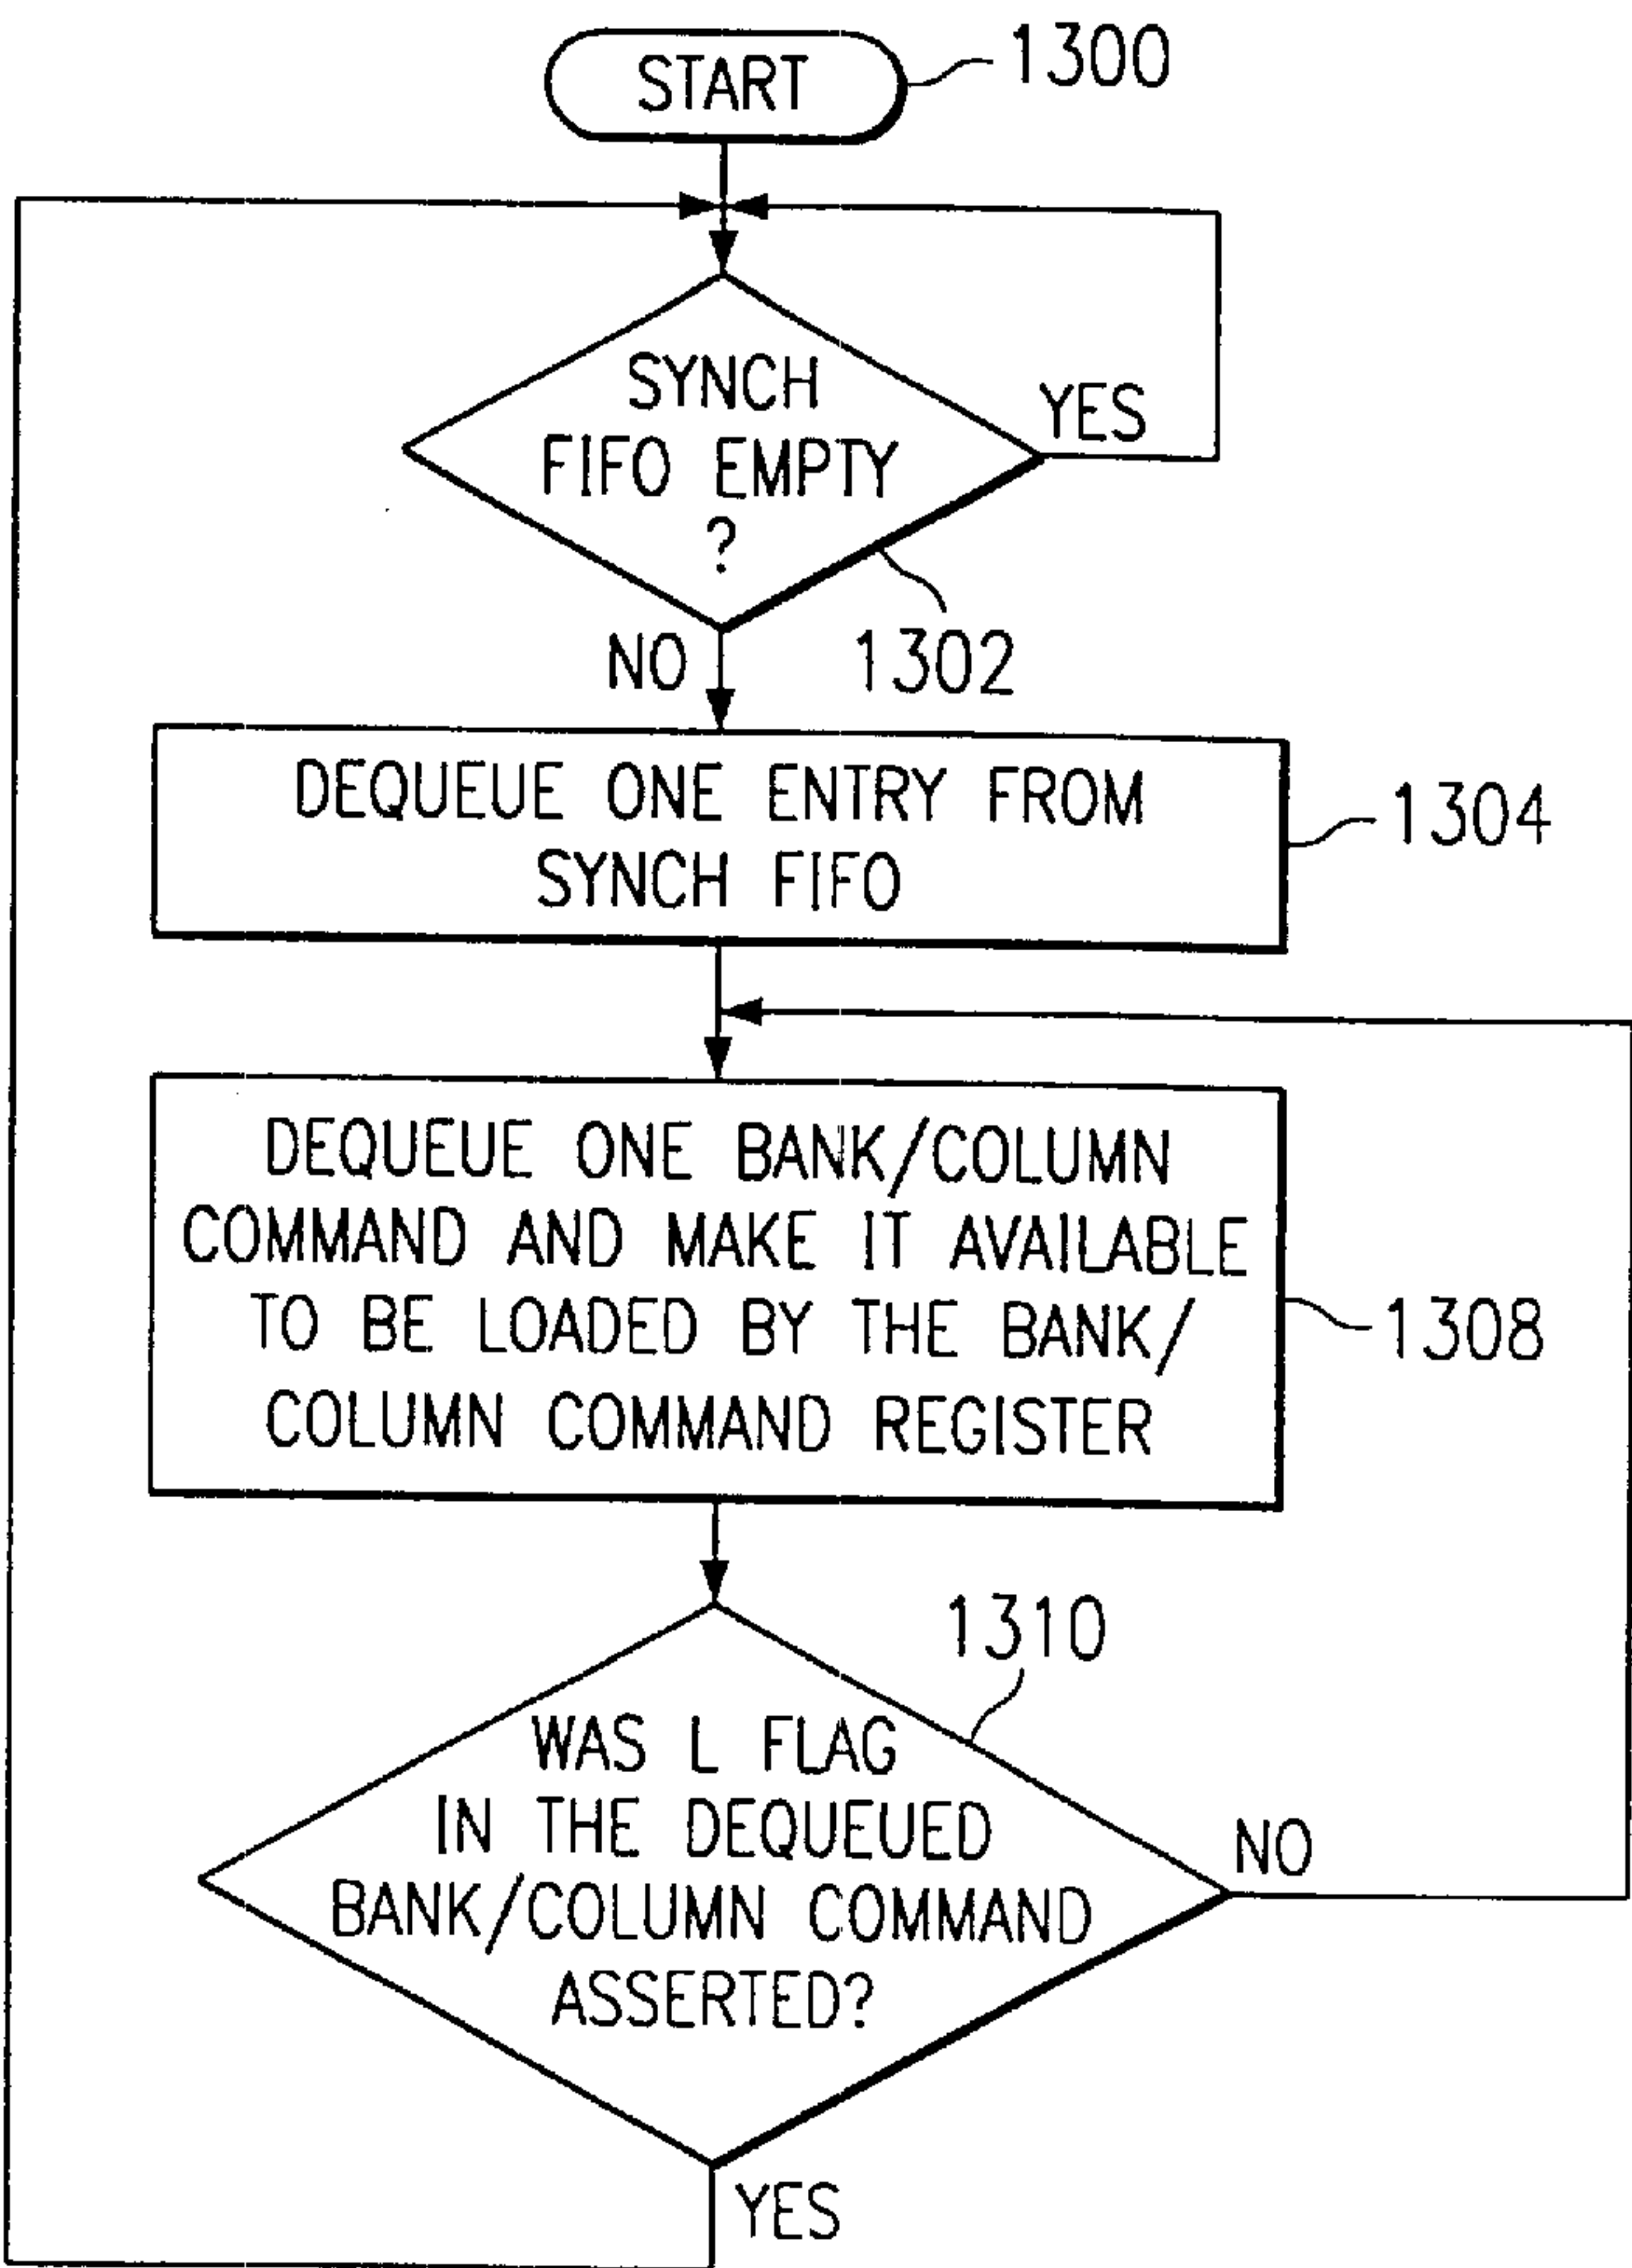 START
1300
SYNCH
FIFO EMPTY
?
YES
NO
1302
DEQUEUE ONE ENTRY FROM
SYNCH FIFO
1304
DEQUEUE ONE BANK/COLUMN
COMMAND AND MAKE IT AVAILABLE
TO BE LOADED BY THE BANK/
COLUMN COMMAND REGISTER
1308
1310
WAS L FLAG
IN THE DEQUEUED
BANK/COLUMN COMMAND
ASSERTED?
NO
YES